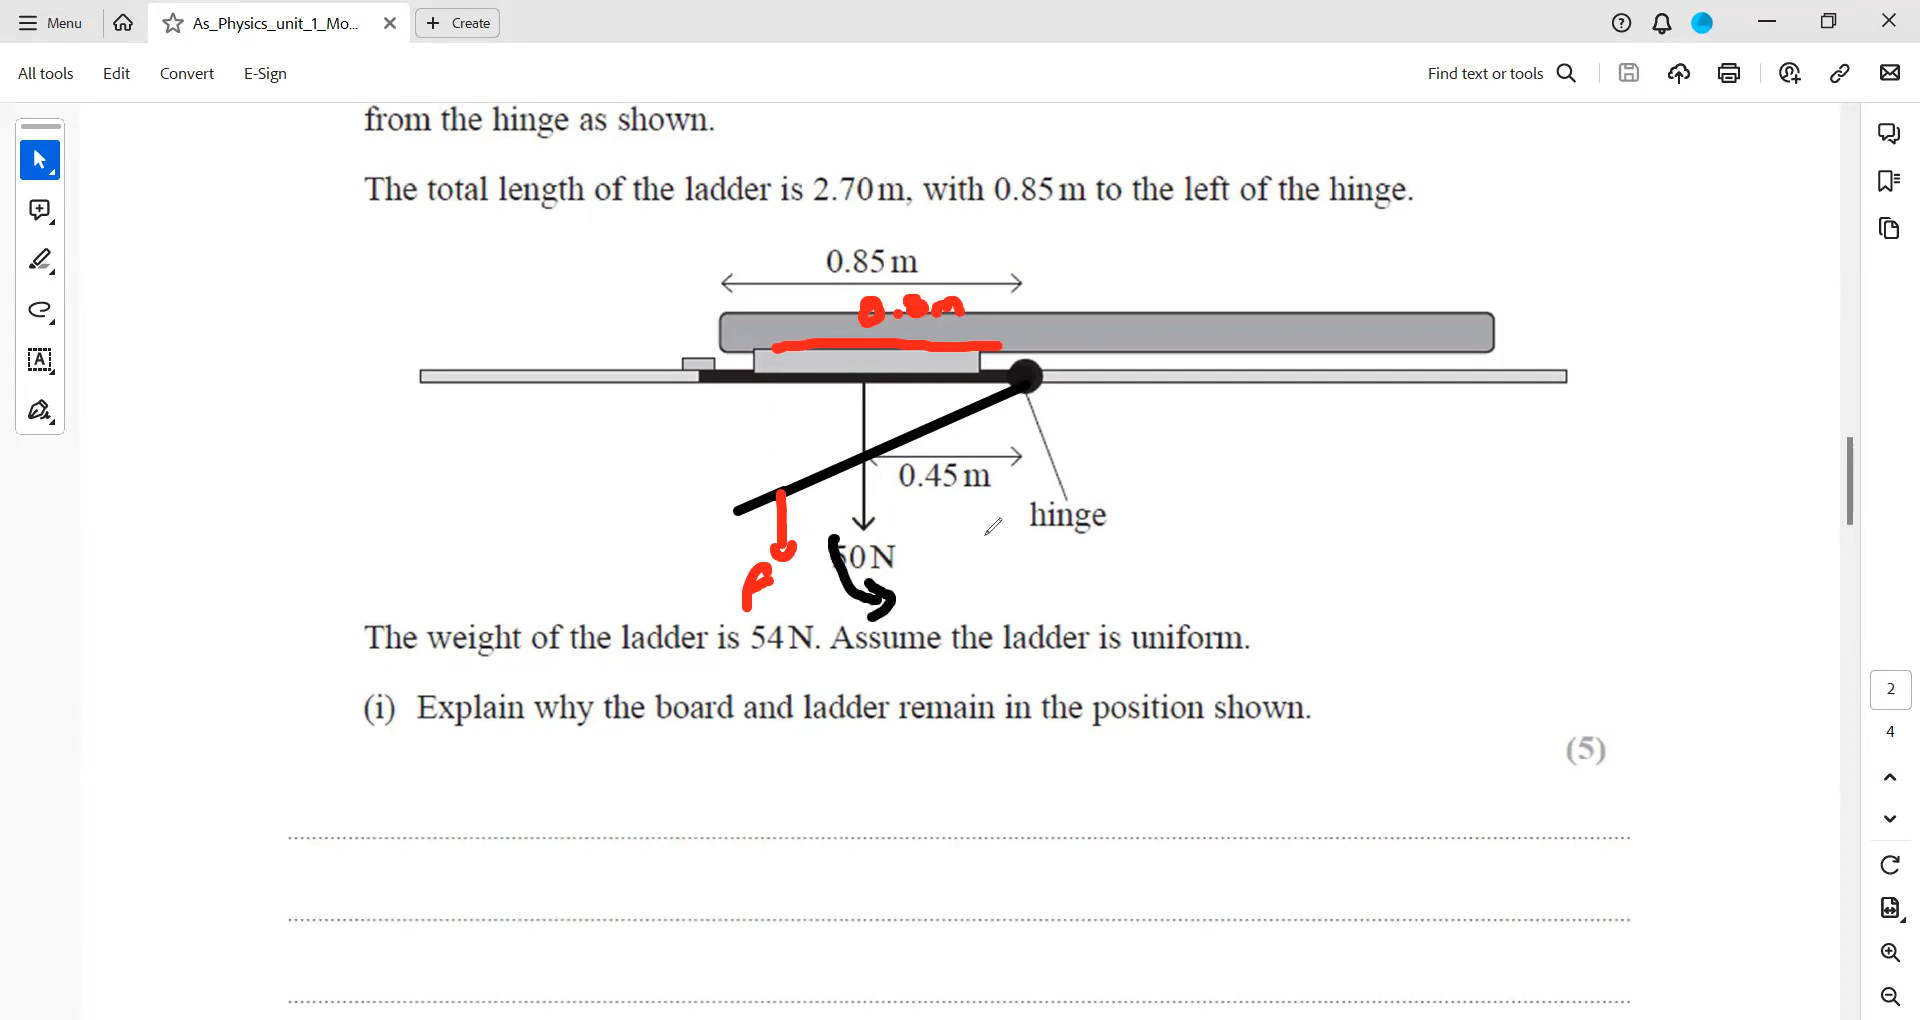 Menu
As_Physics_unit_1_Mo...
Create
All tools
Edit
Convert
E-Sign
Find text or tools
from the hinge as shown.
The total length of the ladder is 2.70 m, with 0.85 m to the left of the hinge.
0.85 m
0.45 m
hinge
50 N
The weight of the ladder is 54 N. Assume the ladder is uniform.
(i) Explain why the board and ladder remain in the position shown.
(5)
2
4